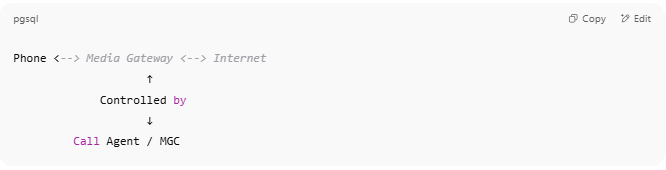 pgsql Copy Edit
Phone <--> Media Gateway <--> Internet
↑
Controlled by
↓
Call Agent / MGC